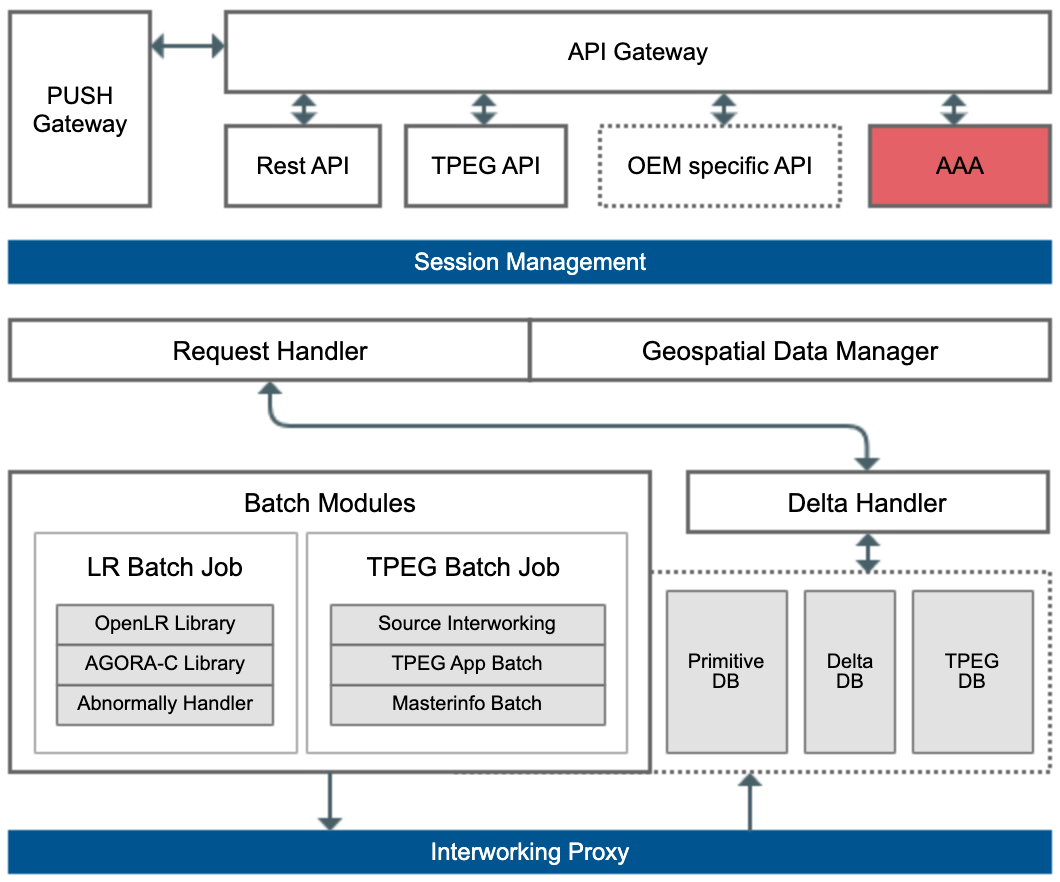 PUSH
Gateway
API Gateway
Rest API
TPEG API
OEM specific API
AAA
Session Management
Request Handler
Geospatial Data Manager
Batch Modules
LR Batch Job
OpenLR Library
AGORA-C Library
Abnormally Handler
TPEG Batch Job
Source Interworking
TPEG App Batch
Masterinfo Batch
Delta Handler
Primitive
DB
Delta
DB
TPEG
DB
Interworking Proxy